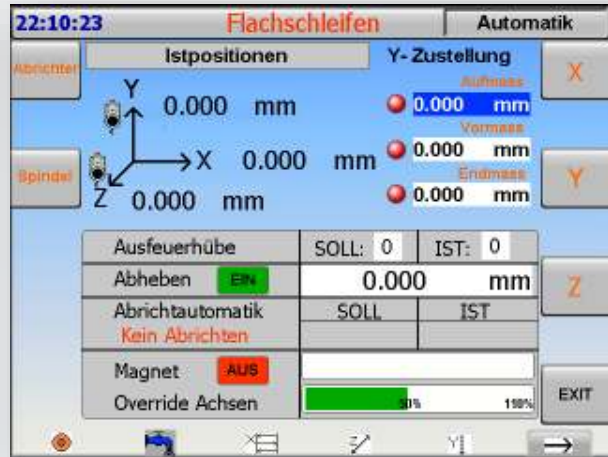 22:10:23 Flachschleifen Automatik
Abrichter Istpositionen Y- Zustellung X
Y 0.000 mm
Aufmass
0.000 mm
X 0.000 mm
Vormass
0.000 mm
Spindel
Endmass
0.000 mm
Y
Z 0.000 mm
Ausfeuerhübe SOLL: 0 IST: 0
Abheben EIN 0.000 mm
Z
Abrichtautomatik SOLL IST
Kein Abrichten
Magnet AUS
EXIT
Override Achsen 50% 150%
Z
Y